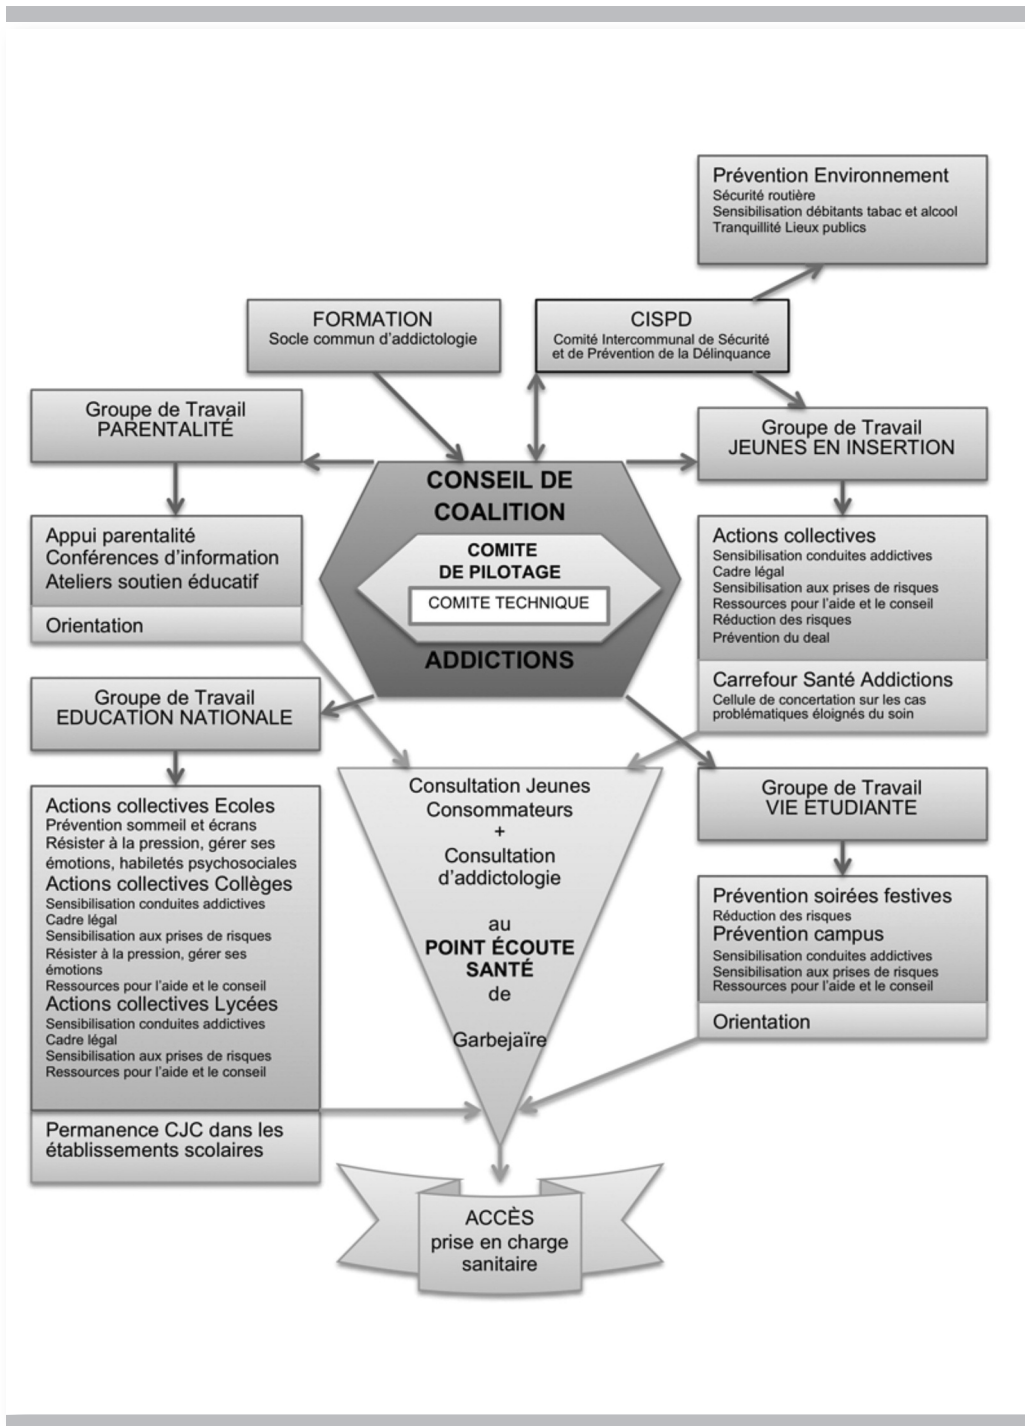 Prévention Environnement
Sécurité routière
Sensibilisation débitants tabac et alcool
Tranquillité Lieux publics
FORMATION
Socle commun d'addictologie
CISPD
Comité Intercommunal de Sécurité
et de Prévention de la Délinquance
Groupe de Travail
PARENTALITÉ
Groupe de Travail
JEUNES EN INSERTION
CONSEIL DE
COALITION
COMITE
DE PILOTAGE
COMITE TECHNIQUE
ADDICTIONS
Appui parentalité
Conférences d'information
Ateliers soutien éducatif
Orientation
Actions collectives
Sensibilisation conduites addictives
Cadre légal
Sensibilisation aux prises de risques
Ressources pour l'aide et le conseil
Réduction des risques
Prévention du deal
Carrefour Santé Addictions
Cellule de concertation sur les cas
problématiques éloignés du soin
Groupe de Travail
EDUCATION NATIONALE
Actions collectives Ecoles
Prévention sommeil et écrans
Résister à la pression, gérer ses
émotions, habiletés psychosociales
Actions collectives Collèges
Sensibilisation conduites addictives
Cadre légal
Sensibilisation aux prises de risques
Résister à la pression, gérer ses
émotions
Ressources pour l'aide et le conseil
Actions collectives Lycées
Sensibilisation conduites addictives
Cadre légal
Sensibilisation aux prises de risques
Ressources pour l'aide et le conseil
Permanence CJC dans les
établissements scolaires
Consultation Jeunes
Consommateurs
+
Consultation
d'addictologie
au
POINT ÉCOUTE
SANTÉ
de
Garbejaïre
Groupe de Travail
VIE ETUDIANTE
Prévention soirées festives
Réduction des risques
Prévention campus
Sensibilisation conduites addictives
Sensibilisation aux prises de risques
Ressources pour l'aide et le conseil
Orientation
ACCÈS
prise en charge
sanitaire